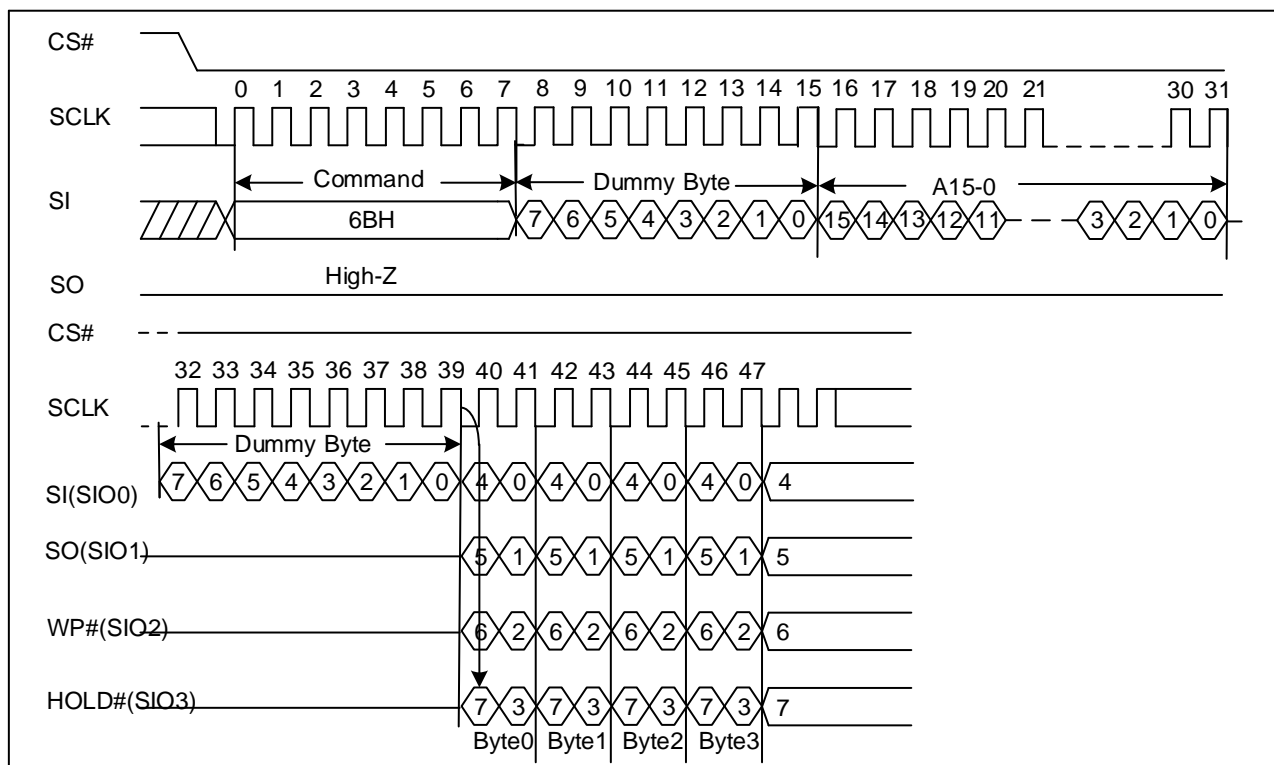 CS#
0 1 2 3 4 5 6 7 8 9 10 11 12 13 14 15 16 17 18 19 20 21 30 31
SCLK
Command Dummy Byte A15-0
SI
6BH 7 6 5 4 3 2 1 0 15 14 13 12 11 3 2 1 0
High-Z
SO
CS#
32 33 34 35 36 37 38 39 40 41 42 43 44 45 46 47
SCLK
Dummy Byte
SI(SIO0) 7 6 5 4 3 2 1 0 4 0 4 0 4 0 4 0 4
SO(SIO1) 5 1 5 1 5 1 5 1 5
WP#(SIO2) 6 2 6 2 6 2 6 2 6
HOLD#(SIO3) 7 3 7 3 7 3 7 3 7
Byte0 Byte1 Byte2 Byte3